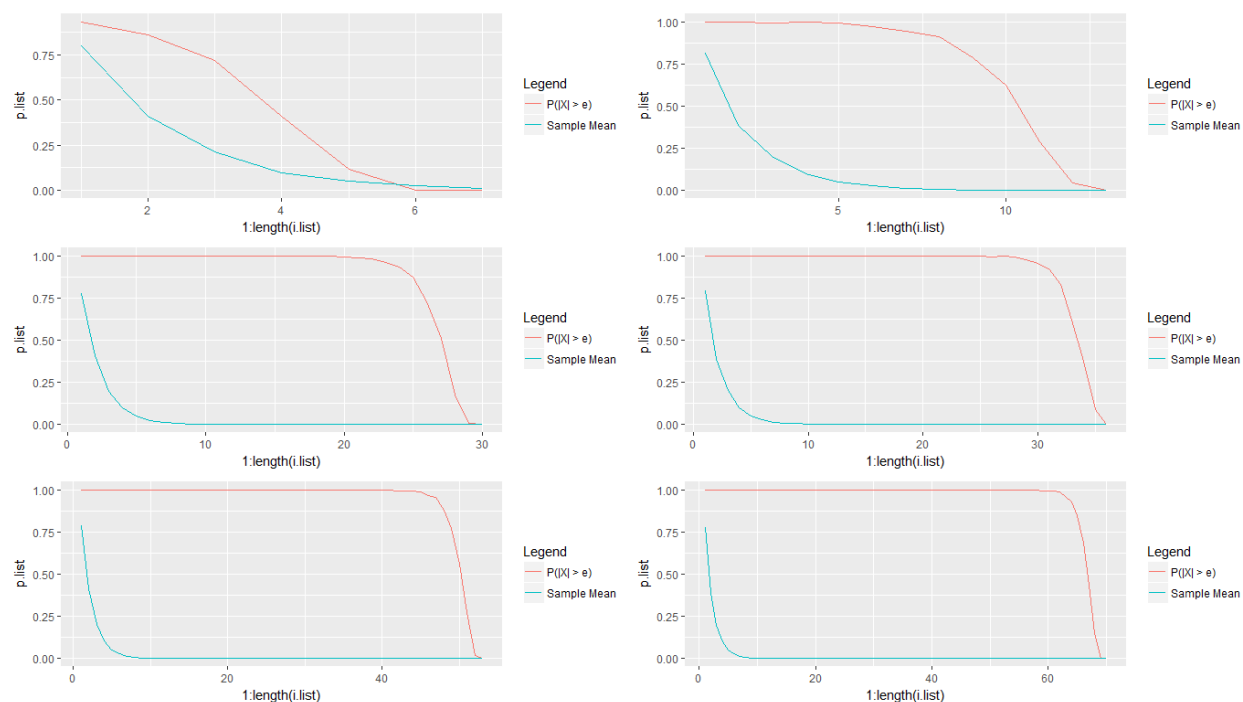 p.list
0.75
0.50
0.25
0.00
2
4
6
1:length(i.list)
Legend
P(|X| > e)
Sample Mean
p.list
1.00
0.75
0.50
0.25
0.00
5
10
1:length(i.list)
Legend
P(|X| > e)
Sample Mean
p.list
1.00
0.75
0.50
0.25
0.00
0
10
20
30
1:length(i.list)
Legend
P(|X| > e)
Sample Mean
p.list
1.00
0.75
0.50
0.25
0.00
0
10
20
30
1:length(i.list)
Legend
P(|X| > e)
Sample Mean
p.list
1.00
0.75
0.50
0.25
0.00
0
20
40
1:length(i.list)
Legend
P(|X| > e)
Sample Mean
p.list
1.00
0.75
0.50
0.25
0.00
0
20
40
60
1:length(i.list)
Legend
P(|X| > e)
Sample Mean